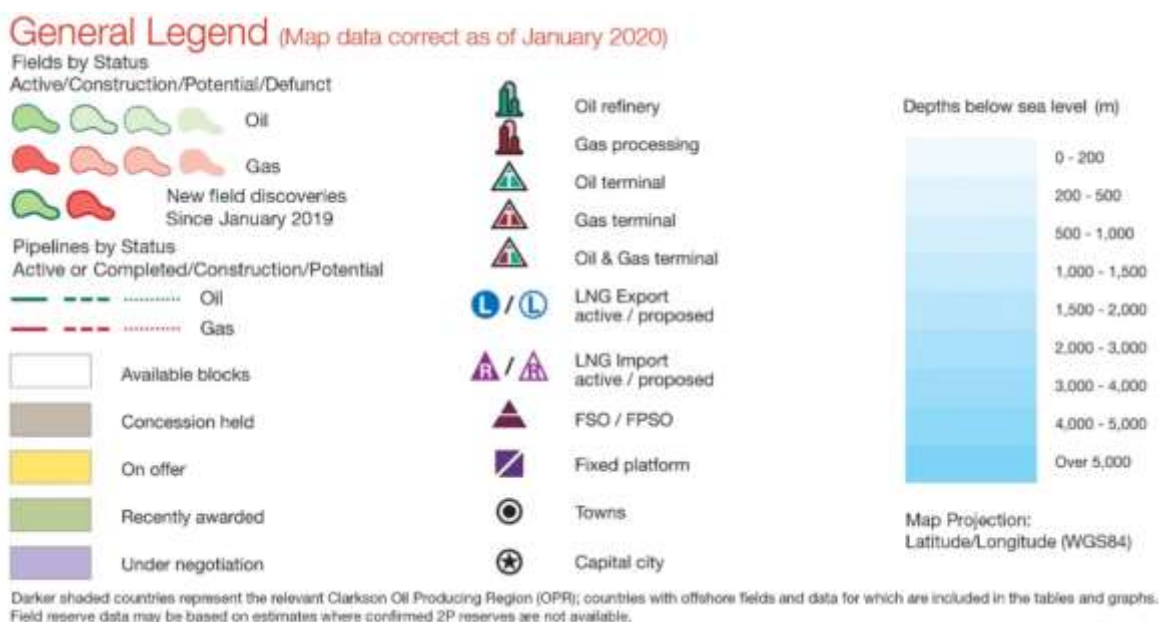 General Legend (Map data correct as of January 2020)
Fields by Status
Active/Construction/Potential/Defunct
Oil
Gas
New field discoveries
Since January 2019
Pipelines by Status
Active or Completed/Construction/Potential
Oil
Gas
Available blocks
Concession held
On offer
Recently awarded
Under negotiation
Oil refinery
Gas processing
Oil terminal
Gas terminal
Oil & Gas terminal
L / L
LNG Export
active / proposed
R / R
LNG Import
active / proposed
FSO / FPSO
Fixed platform
Towns
Capital city
Depths below sea level (m)
0 - 200
200 - 500
500 - 1,000
1,000 - 1,500
1,500 - 2,000
2,000 - 3,000
3,000 - 4,000
4,000 - 5,000
Over 5,000
Map Projection:
Latitude/Longitude (WGS84)
Darker shaded countries represent the relevant Clarkson Oil Producing Region (OPR); countries with offshore fields and data for which are included in the tables and graphs.
Field reserve data may be based on estimates where confirmed 2P reserves are not available.